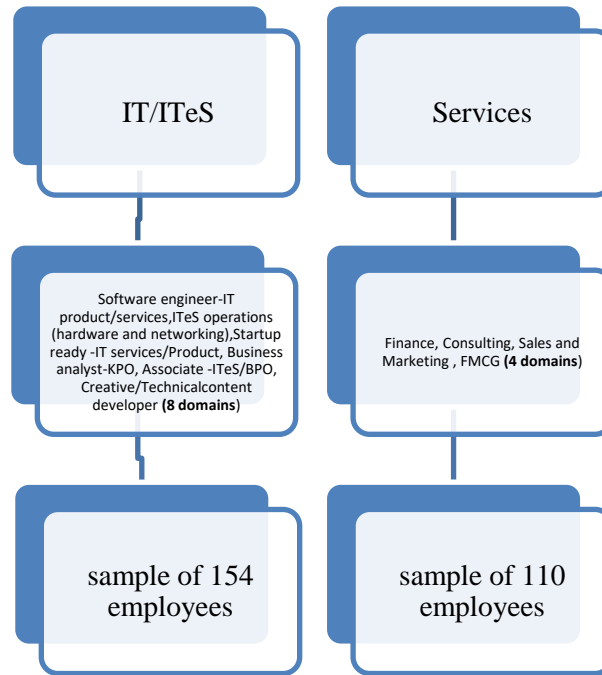 IT/ITeS
Services
Software engineer-IT
product/services,ITeS operations
(hardware and networking),Startup
ready -IT services/Product, Business
analyst-KPO, Associate -ITeS/BPO,
Creative/Technicalcontent
developer (8 domains)
Finance, Consulting, Sales and
Marketing , FMCG (4 domains)
sample of 154
employees
sample of 110
employees